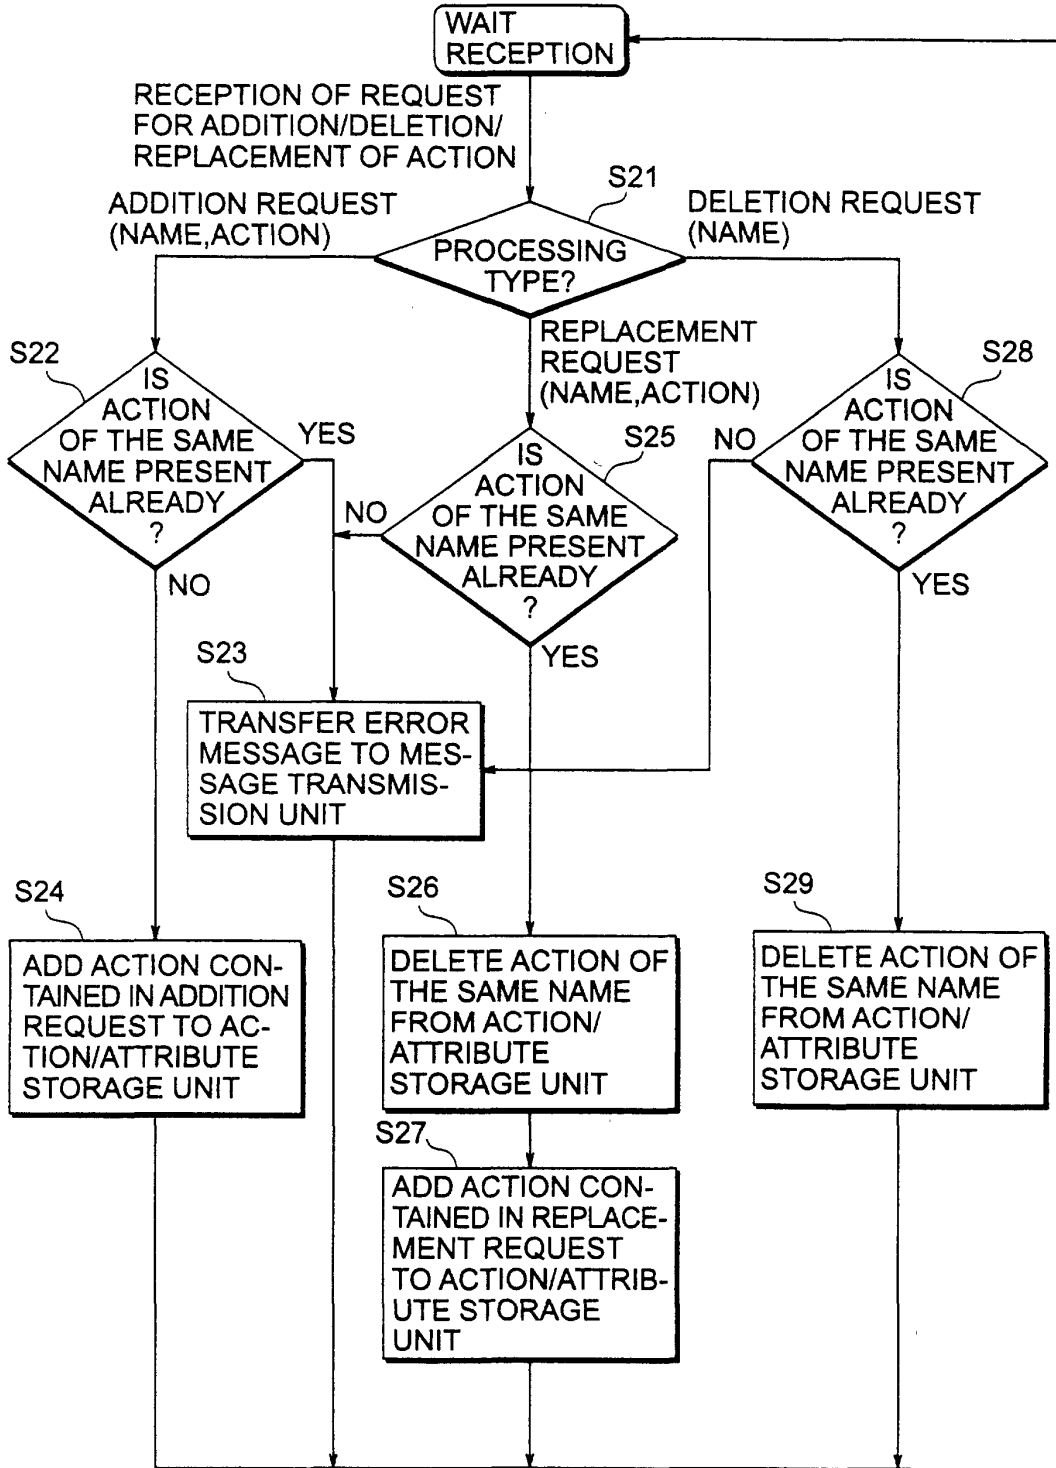 WAIT
RECEPTION
RECEPTION OF REQUEST
FOR ADDITION/DELETION/
REPLACEMENT OF ACTION
S21
ADDITION REQUEST
(NAME,ACTION)
DELETION REQUEST
(NAME)
PROCESSING
TYPE?
REPLACEMENT
REQUEST
(NAME,ACTION)
S22
IS
ACTION
OF THE SAME
NAME PRESENT
ALREADY
?
YES
NO
S25
IS
ACTION
OF THE SAME
NAME PRESENT
ALREADY
?
NO
YES
S28
IS
ACTION
OF THE SAME
NAME PRESENT
ALREADY
?
NO
YES
S23
TRANSFER ERROR
MESSAGE TO MES-
SAGE TRANSMIS-
SION UNIT
S24
ADD ACTION CON-
TAINED IN ADDITION
REQUEST TO AC-
TION/ATTRIBUTE
STORAGE UNIT
S26
DELETE ACTION OF
THE SAME NAME
FROM ACTION/
ATTRIBUTE
STORAGE UNIT
S29
DELETE ACTION OF
THE SAME NAME
FROM ACTION/
ATTRIBUTE
STORAGE UNIT
S27
ADD ACTION CON-
TAINED IN REPLACE-
MENT REQUEST
TO ACTION/ATTRIB-
UTE STORAGE
UNIT